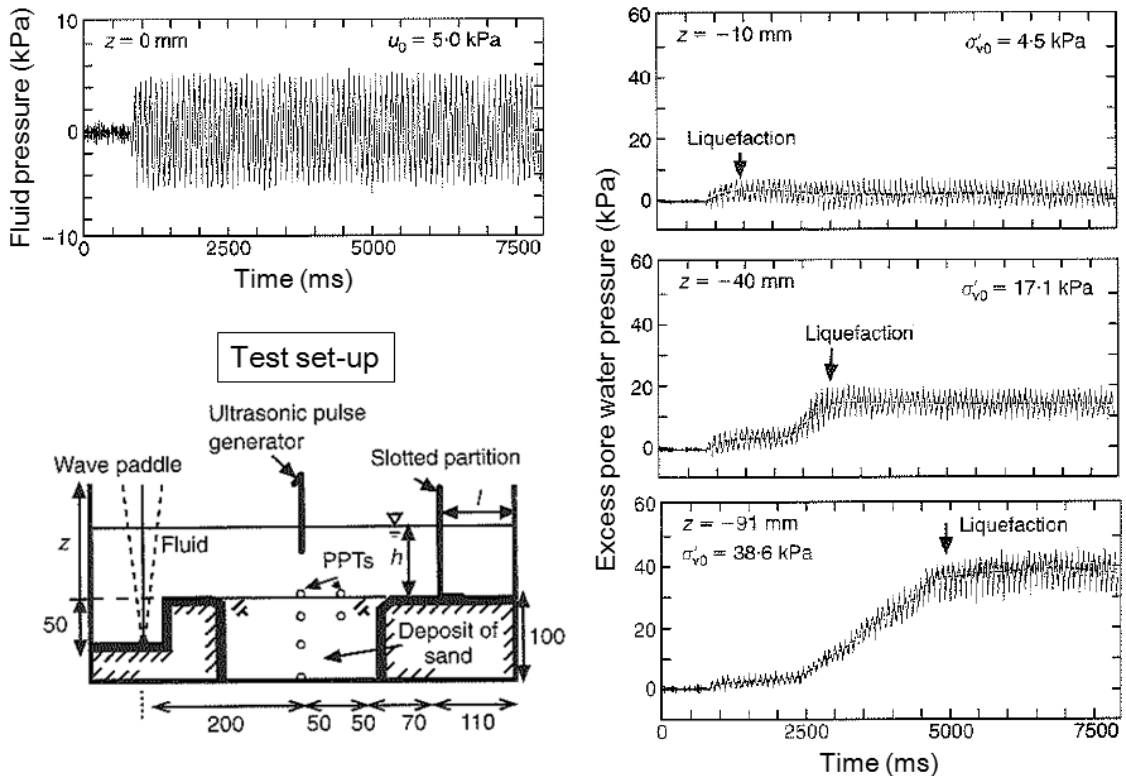 Fluid pressure (kPa)
10
0
−10
z = 0 mm
u₀ = 5·0 kPa
0
2500
5000
7500
Time (ms)
Test set-up
Ultrasonic pulse
generator
Wave paddle
Slotted partition
z
Fluid
PPTs
h
l
50
Deposit of
sand
100
200
50
50
70
110
Excess pore water pressure (kPa)
60
40
20
0
z = −10 mm
σ′v0 = 4·5 kPa
Liquefaction
60
40
20
0
z = −40 mm
σ′v0 = 17·1 kPa
Liquefaction
60
40
20
0
z = −91 mm
σ′v0 = 38·6 kPa
Liquefaction
0
2500
5000
7500
Time (ms)